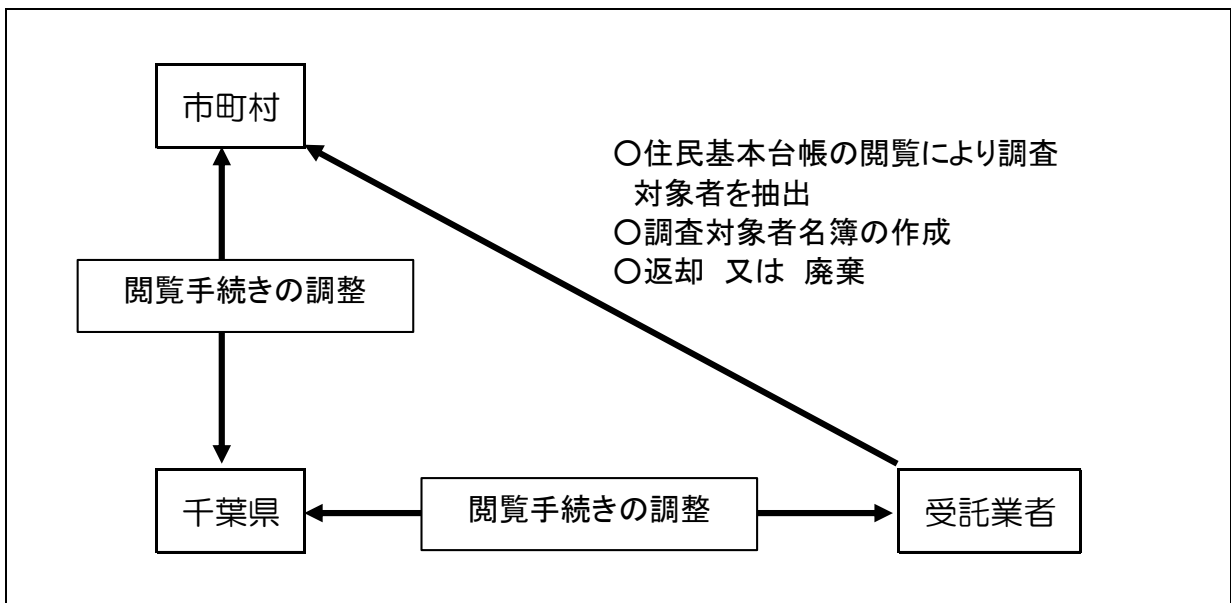 市町村
〇住民基本台帳の閲覧により調査
対象者を抽出
〇調査対象者名簿の作成
〇返却　又は　廃棄
閲覧手続きの調整
千葉県
閲覧手続きの調整
受託業者